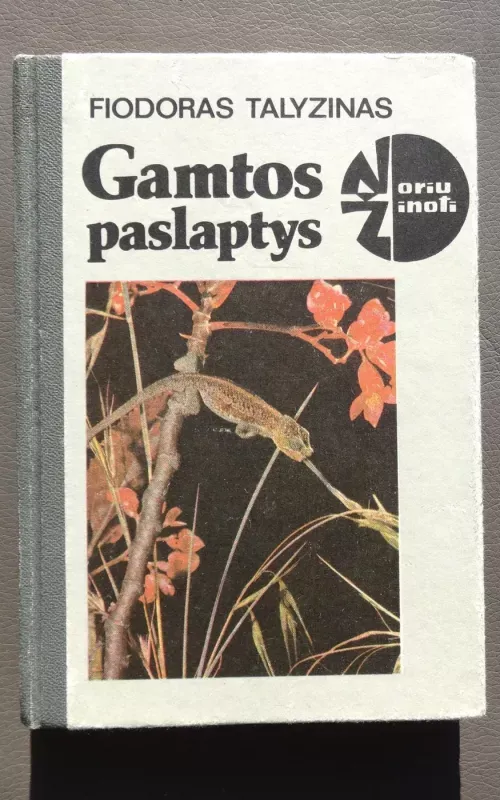 FIODORAS TALYZINAS
Gamtos
paslaptys
Noriu
Žinoti